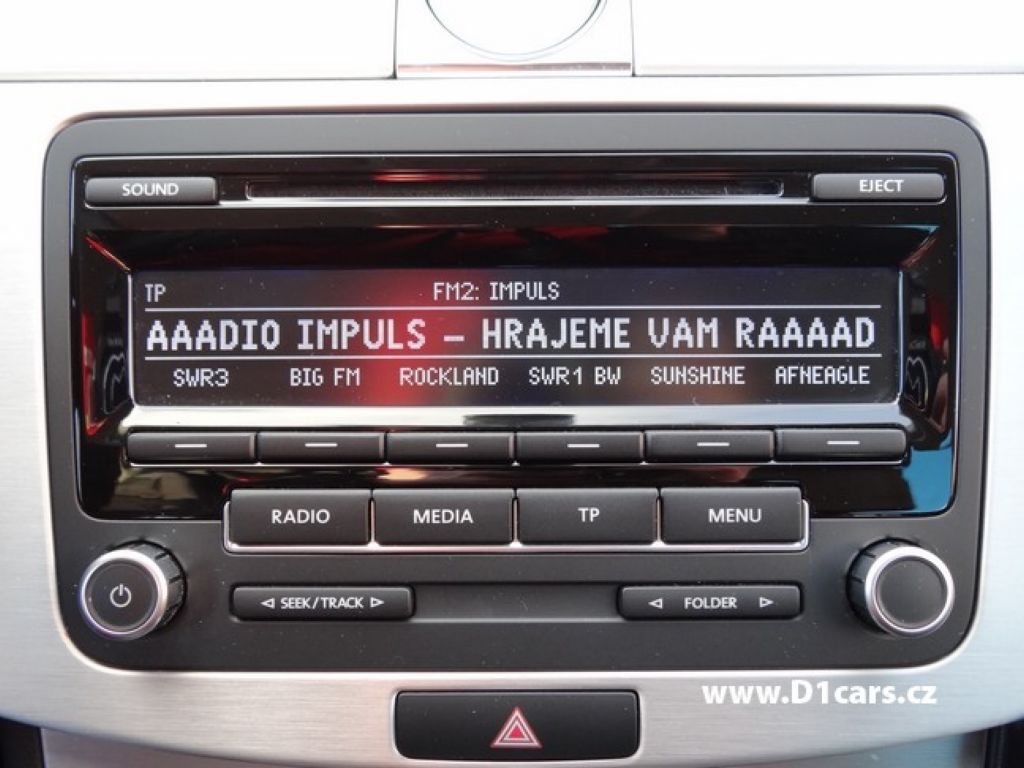 SOUND EJECT
TP FM2: IMPULS
AAADIO IMPULS - HRAJEME VAM RAAAAD
SWR3 BIG FM ROCKLAND SWR1 BW SUNSHINE AFNEAGLE
RADIO MEDIA TP MENU
SEEK/TRACK FOLDER
www.D1cars.cz